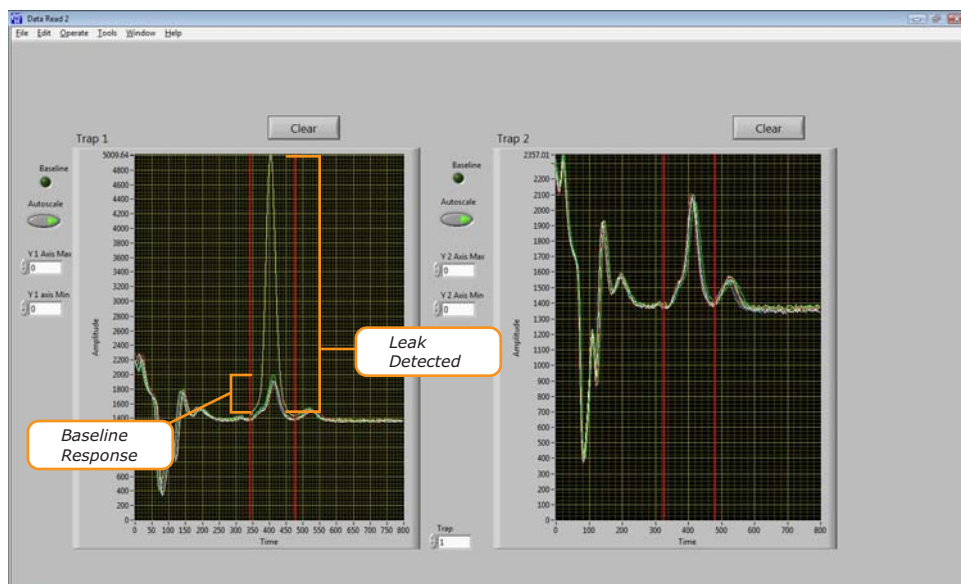 Data Read 2
File Edit Operate Tools Window Help
Trap 1
Clear
Baseline
Autoscale
Y 1 Axis Max
0
Y 1 axis Min
0
Amplitude
5009.64
4800
4600
4400
4200
4000
3800
3600
3400
3200
3000
2800
2600
2400
2200
2000
1800
1600
1400
600
400
200
0
0 50 100 150 200 250 300 350 400 450 500 550 600 650 700 750 800
Time
Baseline
Response
Leak
Detected
Trap 2
Clear
Baseline
Autoscale
Y 2 Axis Max
0
Y 2 Axis Min
0
Trap
1
Amplitude
2357.01
2200
2100
2000
1900
1800
1700
1600
1500
1400
1300
1200
1100
1000
900
800
700
600
500
400
300
200
100
0
0 100 200 300 400 500 600 700 800
Time